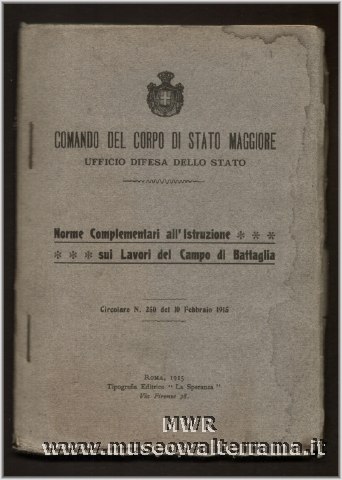 COMANDO DEL CORPO DI STATO MAGGIORE
UFFICIO DIFESA DELLO STATO
Norme Complementari all'Istruzione * * *
* * * sui Lavori del Campo di Battaglia
Circolare N. 250 del 10 Febbraio 1915
ROMA, 1915
Tipografia Editrice "La Speranza"
Via Firenze 38.
MWR
www.museowalterrama.it